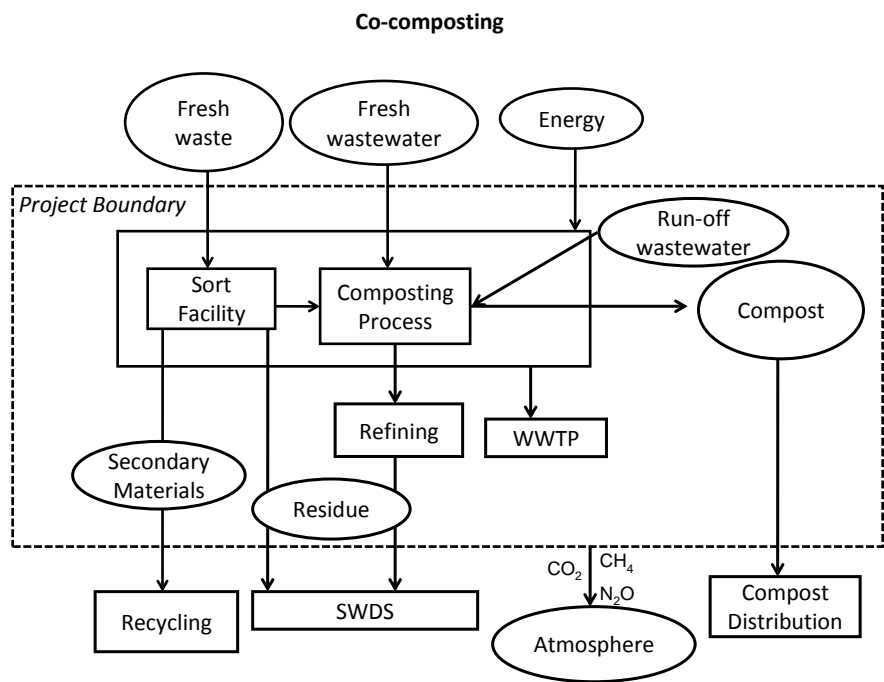 Co-composting
Fresh
waste
Fresh
wastewater
Energy
Project Boundary
Run-off
wastewater
Sort
Facility
Composting
Process
Compost
Refining
WWTP
Secondary
Materials
Residue
CO₂
CH₄
N₂O
Recycling
SWDS
Atmosphere
Compost
Distribution